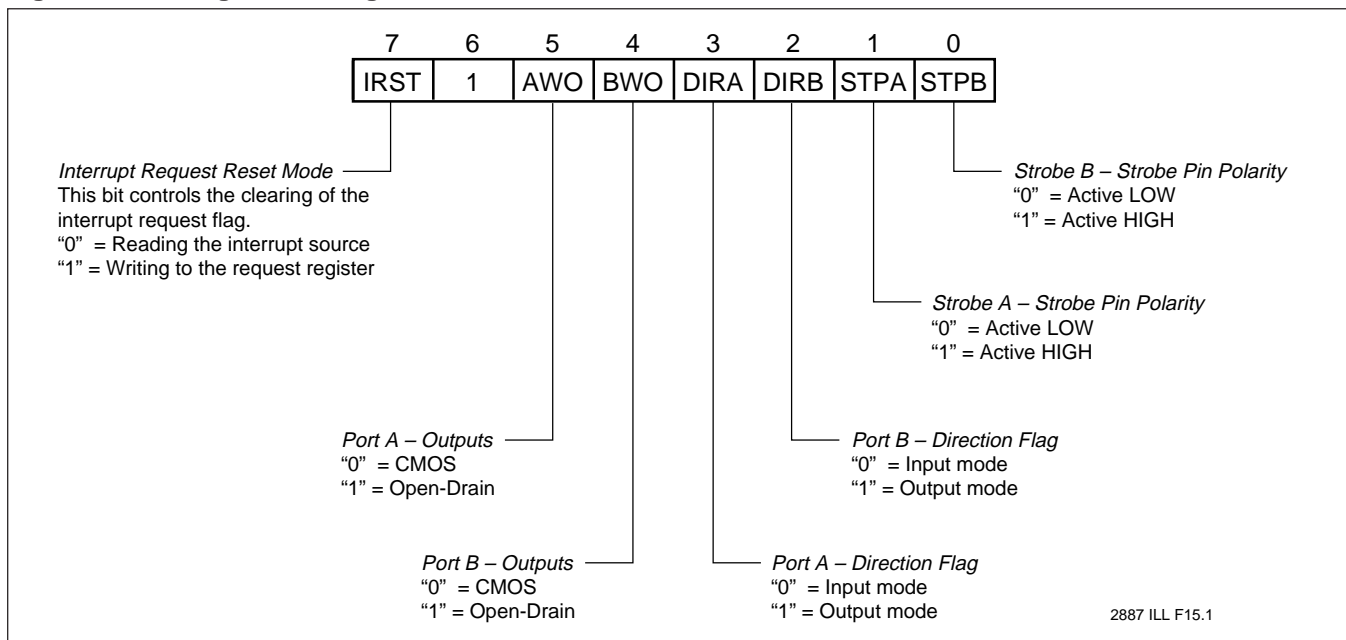 7 6 5 4 3 2 1 0
IRST 1 AWO BWO DIRA DIRB STPA STPB
Interrupt Request Reset Mode
This bit controls the clearing of the
interrupt request flag.
“0” = Reading the interrupt source
“1” = Writing to the request register
Strobe B – Strobe Pin Polarity
“0” = Active LOW
“1” = Active HIGH
Strobe A – Strobe Pin Polarity
“0” = Active LOW
“1” = Active HIGH
Port A – Outputs
“0” = CMOS
“1” = Open-Drain
Port B – Direction Flag
“0” = Input mode
“1” = Output mode
Port B – Outputs
“0” = CMOS
“1” = Open-Drain
Port A – Direction Flag
“0” = Input mode
“1” = Output mode
2887 ILL F15.1